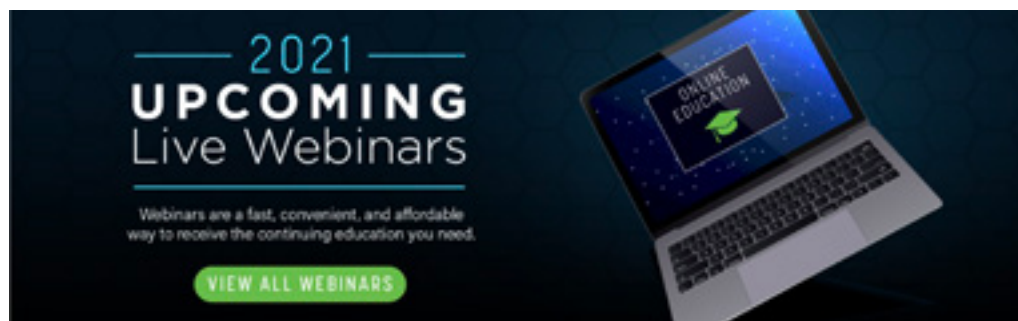 2021
UPCOMING
Live Webinars
Webinars are a fast, convenient, and affordable
way to receive the continuing education you need.
VIEW ALL WEBINARS
ONLINE
EDUCATION